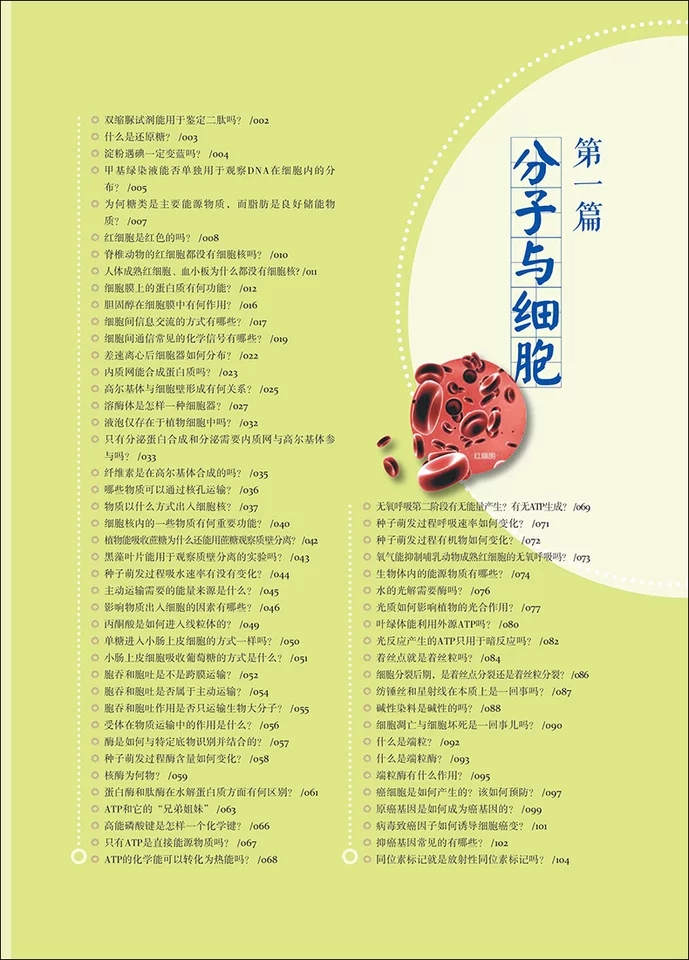 第一篇
分子与细胞
双缩脲试剂能用于鉴定二肽吗？ /002
什么是还原糖？ /003
淀粉遇碘一定变蓝吗？ /004
甲基绿染液能否单独用于观察DNA在细胞内的分
布？ /005
为何糖类是主要能源物质，而脂肪是良好储能物
质？ /007
红细胞是红色的吗？ /008
脊椎动物的红细胞都没有细胞核吗？ /010
人体成熟红细胞、血小板为什么都没有细胞核？/011
细胞膜上的蛋白质有何功能？ /012
胆固醇在细胞膜中有何作用？ /016
细胞间信息交流的方式有哪些？ /017
细胞间通信常见的化学信号有哪些？ /019
差速离心后细胞器如何分布？ /022
内质网能合成蛋白质吗？ /023
高尔基体与细胞壁形成有何关系？ /025
溶酶体是怎样一种细胞器？ /027
液泡仅存在于植物细胞中吗？ /032
只有分泌蛋白合成和分泌需要内质网与高尔基体参
与吗？ /033
纤维素是在高尔基体合成的吗？ /035
哪些物质可以通过核孔运输？ /036
物质以什么方式出入细胞核？ /037
细胞核内的一些物质有何重要功能？ /040
植物能吸收蔗糖为什么还能用蔗糖观察质壁分离？ /042
黑藻叶片能用于观察质壁分离的实验吗？ /043
种子萌发过程吸水速率有没有变化？ /044
主动运输需要的能量来源是什么？ /045
影响物质出入细胞的因素有哪些？ /046
丙酮酸是如何进入线粒体的？ /049
单糖进入小肠上皮细胞的方式一样吗？ /050
小肠上皮细胞吸收葡萄糖的方式是什么？ /051
胞吞和胞吐是不是跨膜运输？ /052
胞吞和胞吐是否属于主动运输？ /054
胞吞和胞吐作用是否只运输生物大分子？ /055
受体在物质运输中的作用是什么？ /056
酶是如何与特定底物识别并结合的？ /057
种子萌发过程酶含量如何变化？ /058
核酶为何物？ /059
蛋白酶和肽酶在水解蛋白质方面有何区别？ /061
ATP和它的“兄弟姐妹” /063
高能磷酸键是怎样一个化学键？ /066
只有ATP是直接能源物质吗？ /067
ATP的化学能可以转化为热能吗？ /068
红细胞
无氧呼吸第二阶段有无能量产生？有无ATP生成？ /069
种子萌发过程呼吸速率如何变化？ /071
种子萌发过程有机物如何变化？ /072
氧气能抑制哺乳动物成熟红细胞的无氧呼吸吗？ /073
生物体内的能源物质有哪些？ /074
水的光解需要酶吗？ /076
光质如何影响植物的光合作用？ /077
叶绿体能利用外源ATP吗？ /080
光反应产生的ATP只用于暗反应吗？ /082
着丝点就是着丝粒吗？ /084
细胞分裂后期，是着丝点分裂还是着丝粒分裂？ /086
纺锤丝和星射线在本质上是一回事吗？ /087
碱性染料是碱性的吗？ /088
细胞凋亡与细胞坏死是一回事儿吗？ /090
什么是端粒？ /092
什么是端粒酶？ /093
端粒酶有什么作用？ /095
癌细胞是如何产生的？该如何预防？ /097
原癌基因是如何成为癌基因的？ /099
病毒致癌因子如何诱导细胞癌变？ /101
抑癌基因常见的有哪些？ /102
同位素标记就是放射性同位素标记吗？ /104